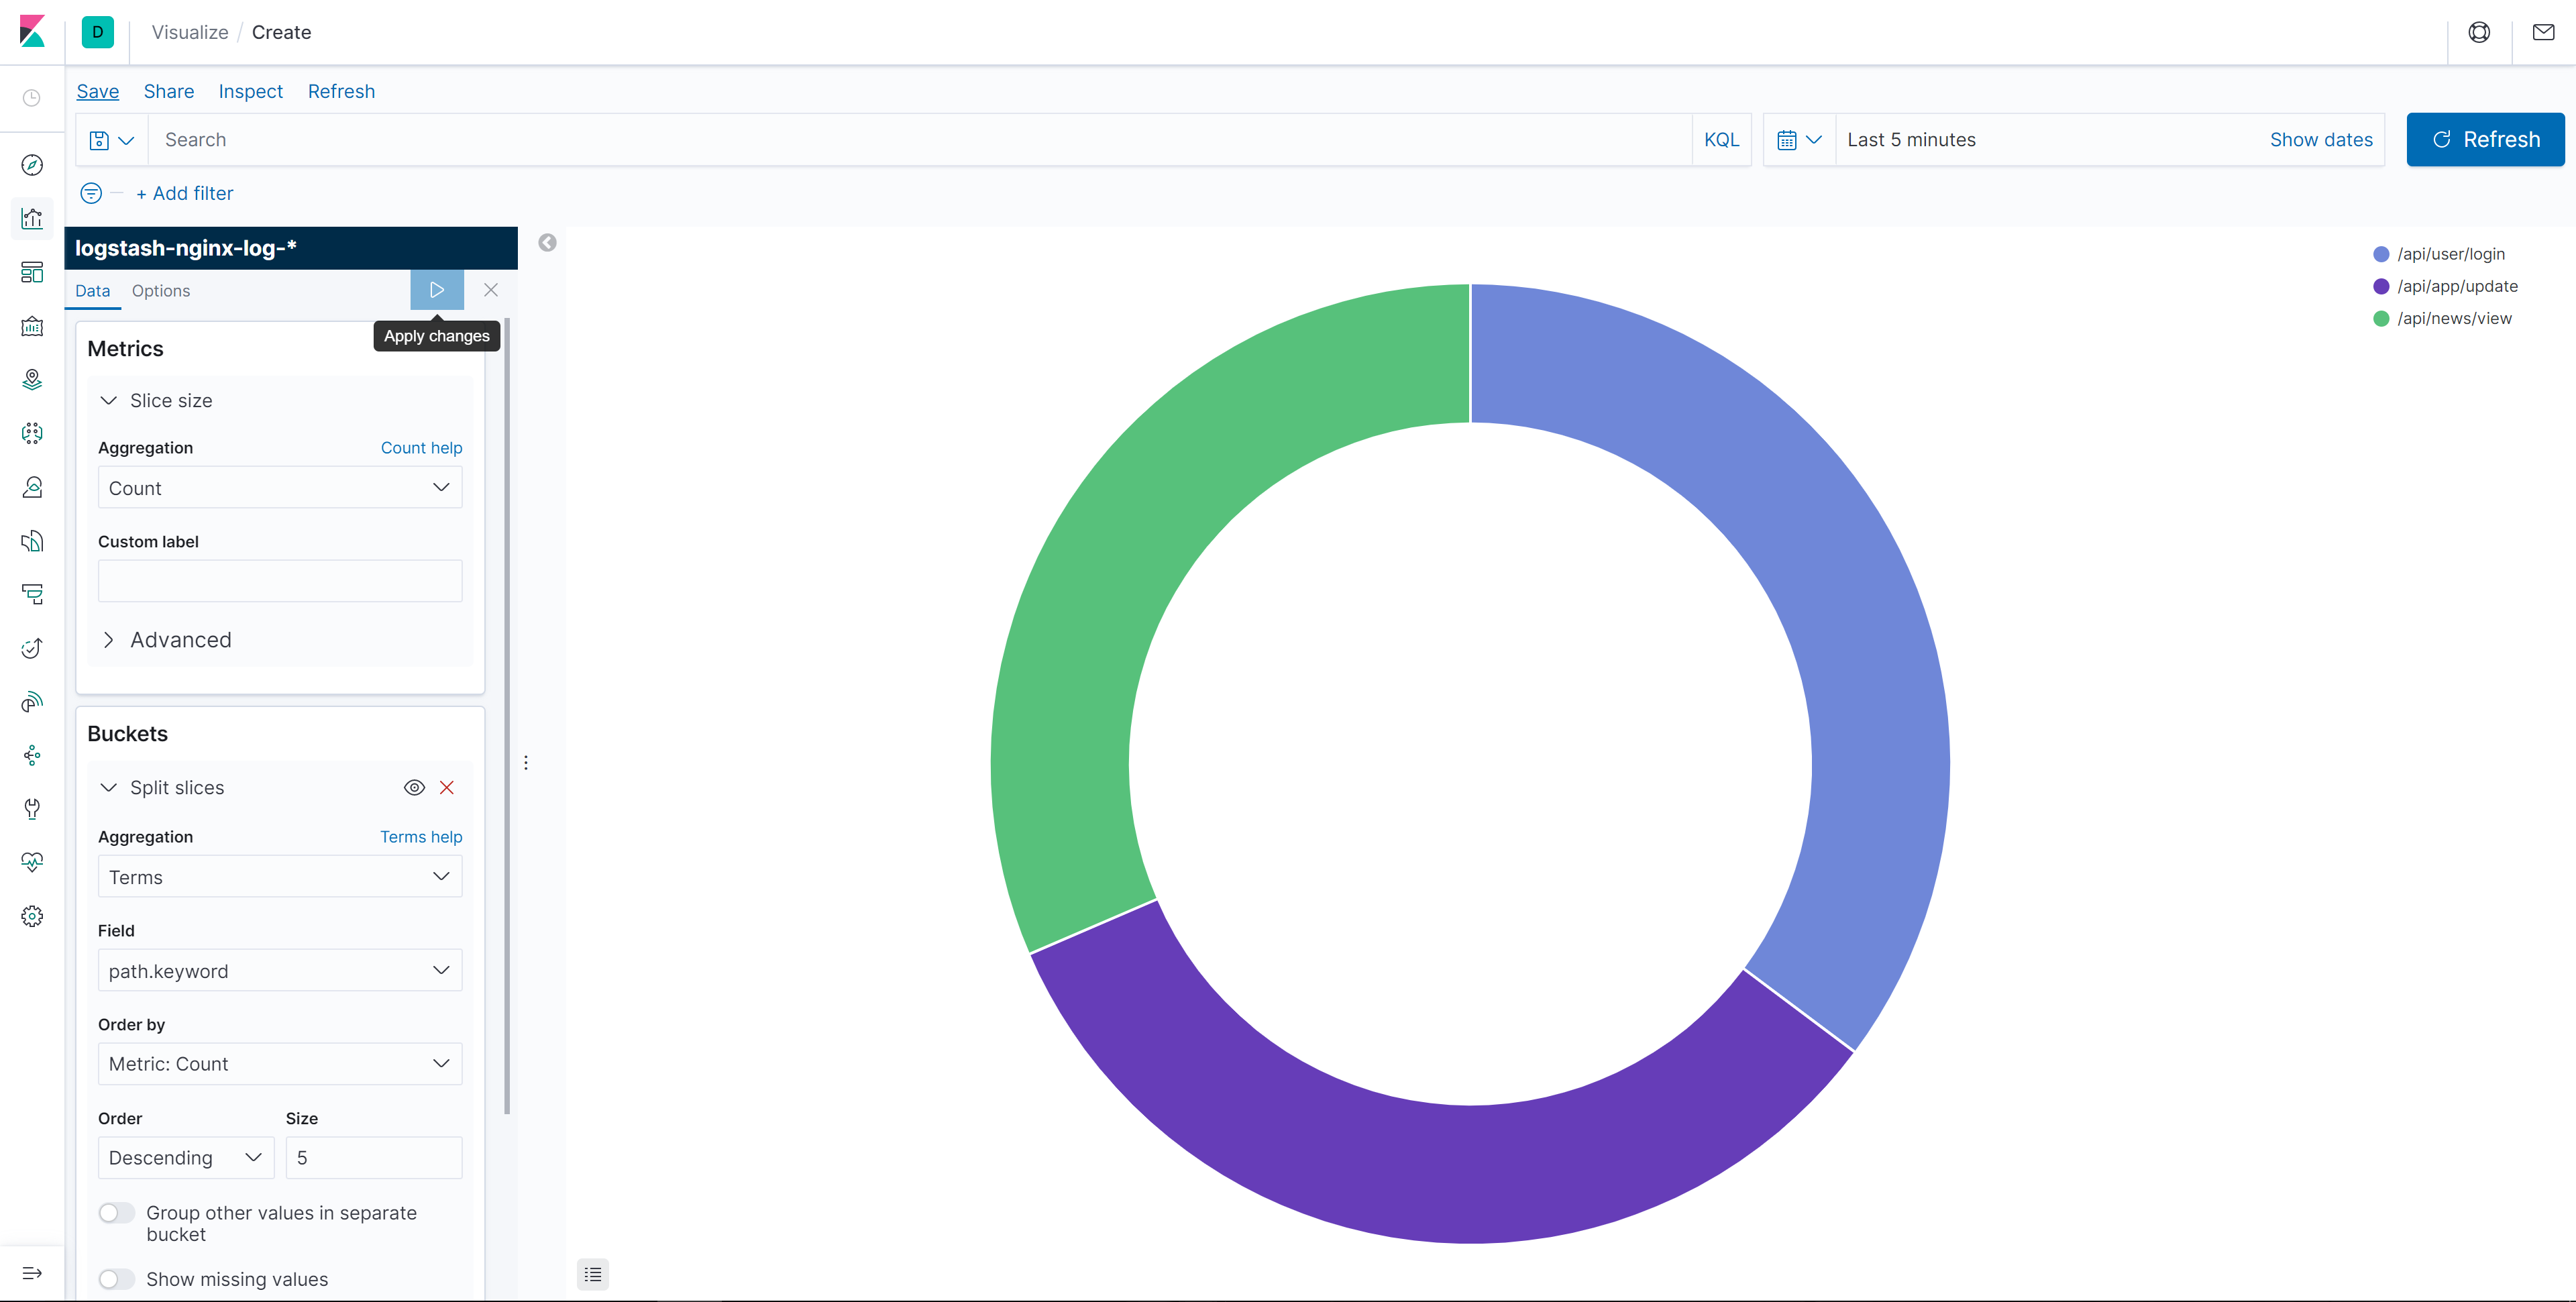 D
Visualize / Create
Save Share Inspect Refresh
Search KQL Last 5 minutes Show dates Refresh
+ Add filter
logstash-nginx-log-*
Data Options
Apply changes
Metrics
Slice size
Aggregation Count help
Count
Custom label
Advanced
Buckets
Split slices
Aggregation Terms help
Terms
Field
path.keyword
Order by
Metric: Count
Order Size
Descending 5
Group other values in separate
bucket
Show missing values
/api/user/login
/api/app/update
/api/news/view